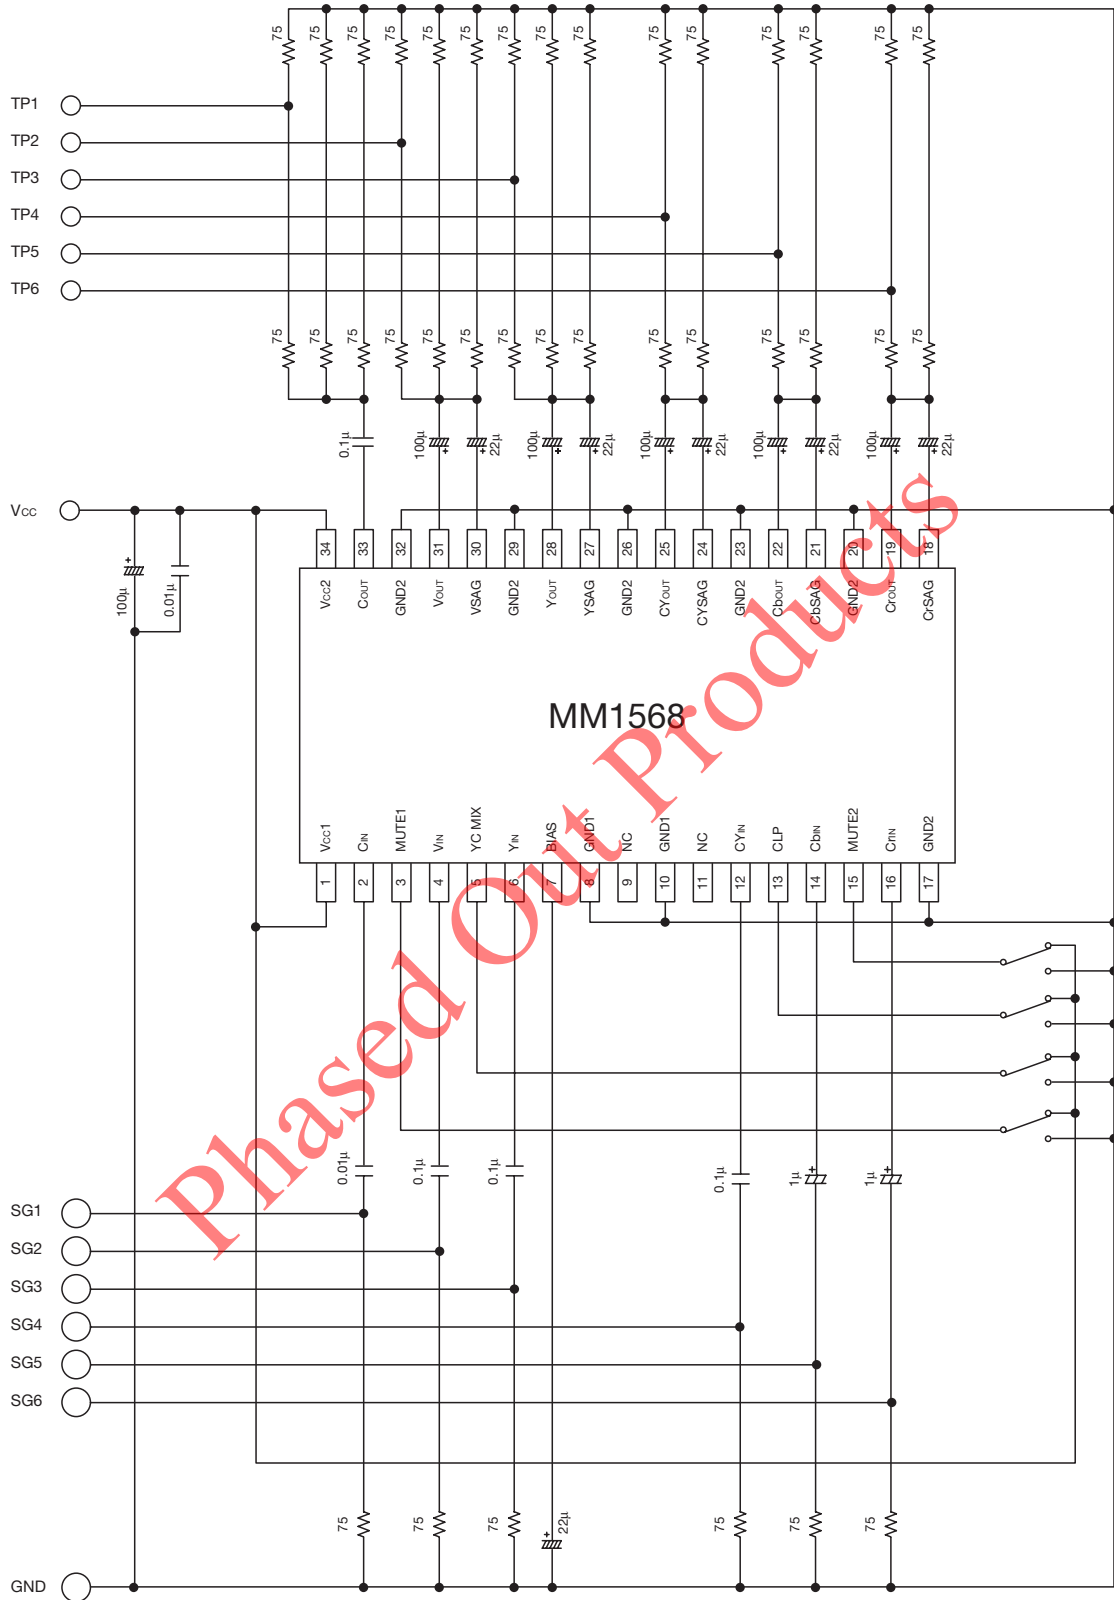 75 75 75 75 75 75 75 75 75 75 75 75 75 75
TP1
TP2
TP3
TP4
TP5
TP6
75 75 75 75 75 75 75 75 75 75 75 75 75 75
0.1μ 100μ 22μ 100μ 22μ 100μ 22μ 100μ 22μ 100μ 22μ
Vcc
100μ 0.01μ
34 33 32 31 30 29 28 27 26 25 24 23 22 21 20 19 18
Vcc2 COUT GND2 VOUT VSAG GND2 YOUT YSAG GND2 CYOUT CYSAG GND2 CbOUT CbSAG GND2 CrOUT CrSAG
MM1568
Vcc1 CIN MUTE1 VIN YC MIX YIN BIAS GND1 NC GND1 NC CYIN CLP CbIN MUTE2 CrIN GND2
1 2 3 4 5 6 7 8 9 10 11 12 13 14 15 16 17
0.01μ 0.1μ 0.1μ 0.1μ 1μ 1μ
SG1
SG2
SG3
SG4
SG5
SG6
75 75 75 22μ 75 75 75
GND
Phased Out Products